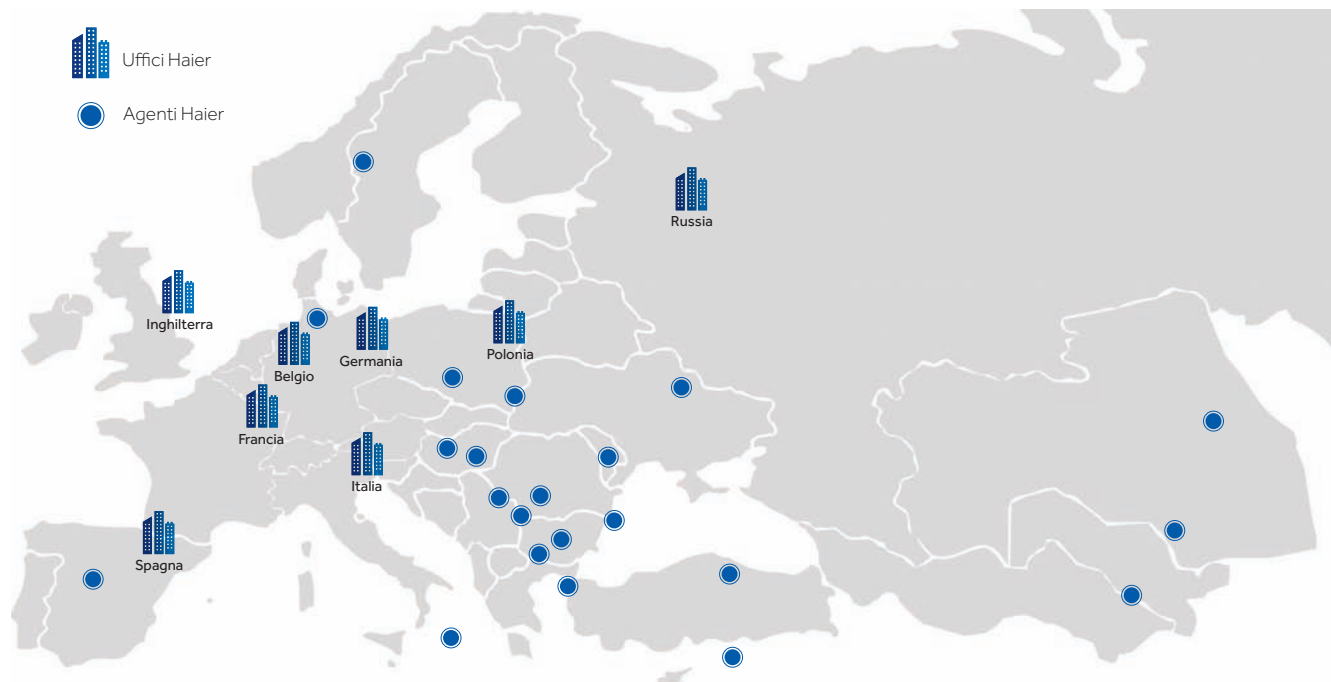 Uffici Haier
Agenti Haier
Russia
Inghilterra
Germania
Polonia
Belgio
Francia
Italia
Spagna